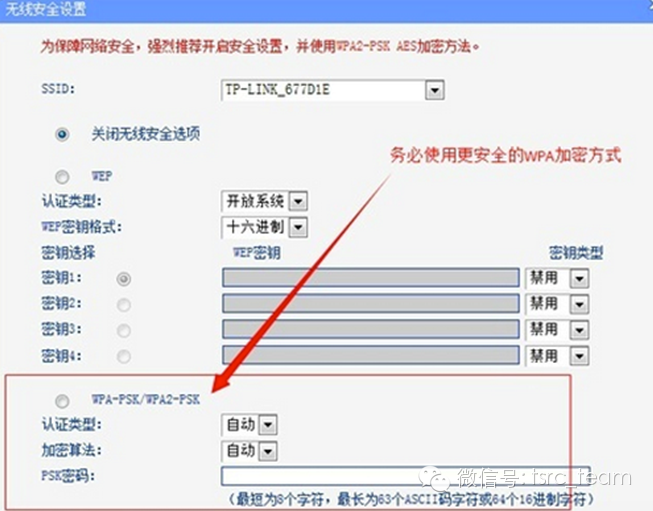 无线安全设置
为保障网络安全，强烈推荐开启安全设置，并使用WPA2-PSK AES加密方法。
SSID: TP-LINK_677D1E
关闭无线安全选项
务必使用更安全的WPA加密方式
WEP
认证类型: 开放系统
WEP密钥格式: 十六进制
密钥选择 WEP密钥 密钥类型
密钥1: 禁用
密钥2: 禁用
密钥3: 禁用
密钥4: 禁用
WPA-PSK/WPA2-PSK
认证类型: 自动
加密算法: 自动
PSK密码:
微信号: tsrc_team
（最短为8个字符，最长为63个ASCII码字符或64个16进制字符）